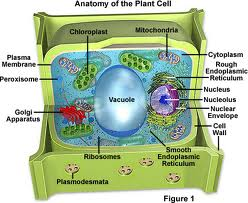 Anatomy of the Plant Cell
Chloroplast
Mitochondria
Plasma
Membrane
Peroxisome
Cytoplasm
Rough
Endoplasmic
Reticulum
Nucleus
Nucleolus
Nuclear
Envelope
Vacuole
Golgi
Apparatus
Cell
Wall
Ribosomes
Smooth
Endoplasmic
Reticulum
Plasmodesmata
Figure 1